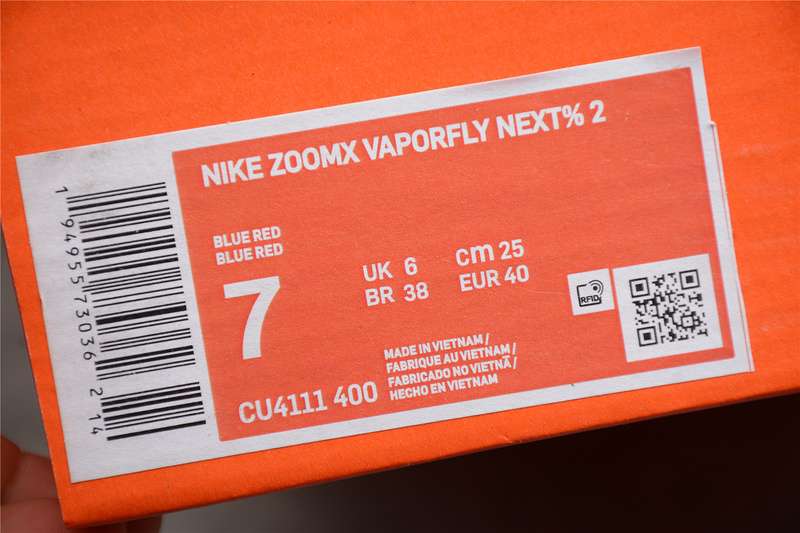 NIKE ZOOMX VAPORFLY NEXT% 2
BLUE RED
BLUE RED
7
UK 6
BR 38
cm 25
EUR 40
RFID
MADE IN VIETNAM /
FABRIQUE AU VIETNAM /
FABRICADO NO VIETNÃ /
HECHO EN VIETNAM
CU4111 400
1 94955 73036 2 14